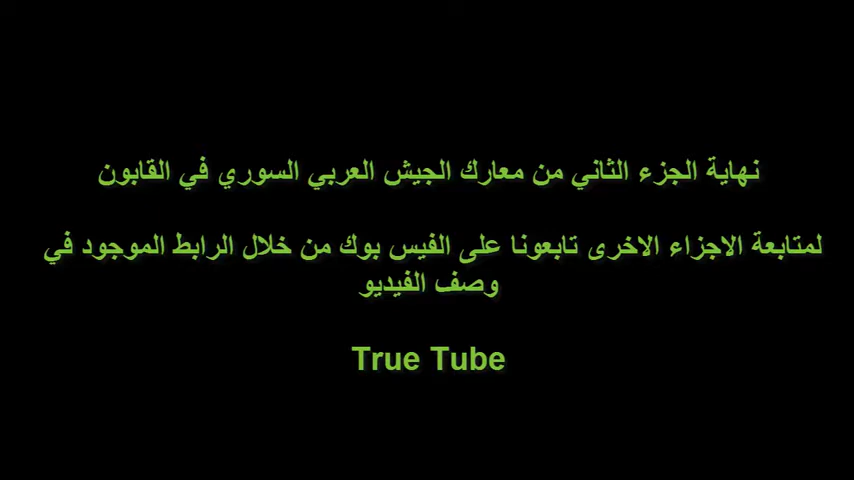 نهاية الجزء الثاني من معارك الجيش العربي السوري في القابون
لمتابعة الاجزاء الاخرى تابعونا على الفيس بوك من خلال الرابط الموجود في
وصف الفيديو
True Tube